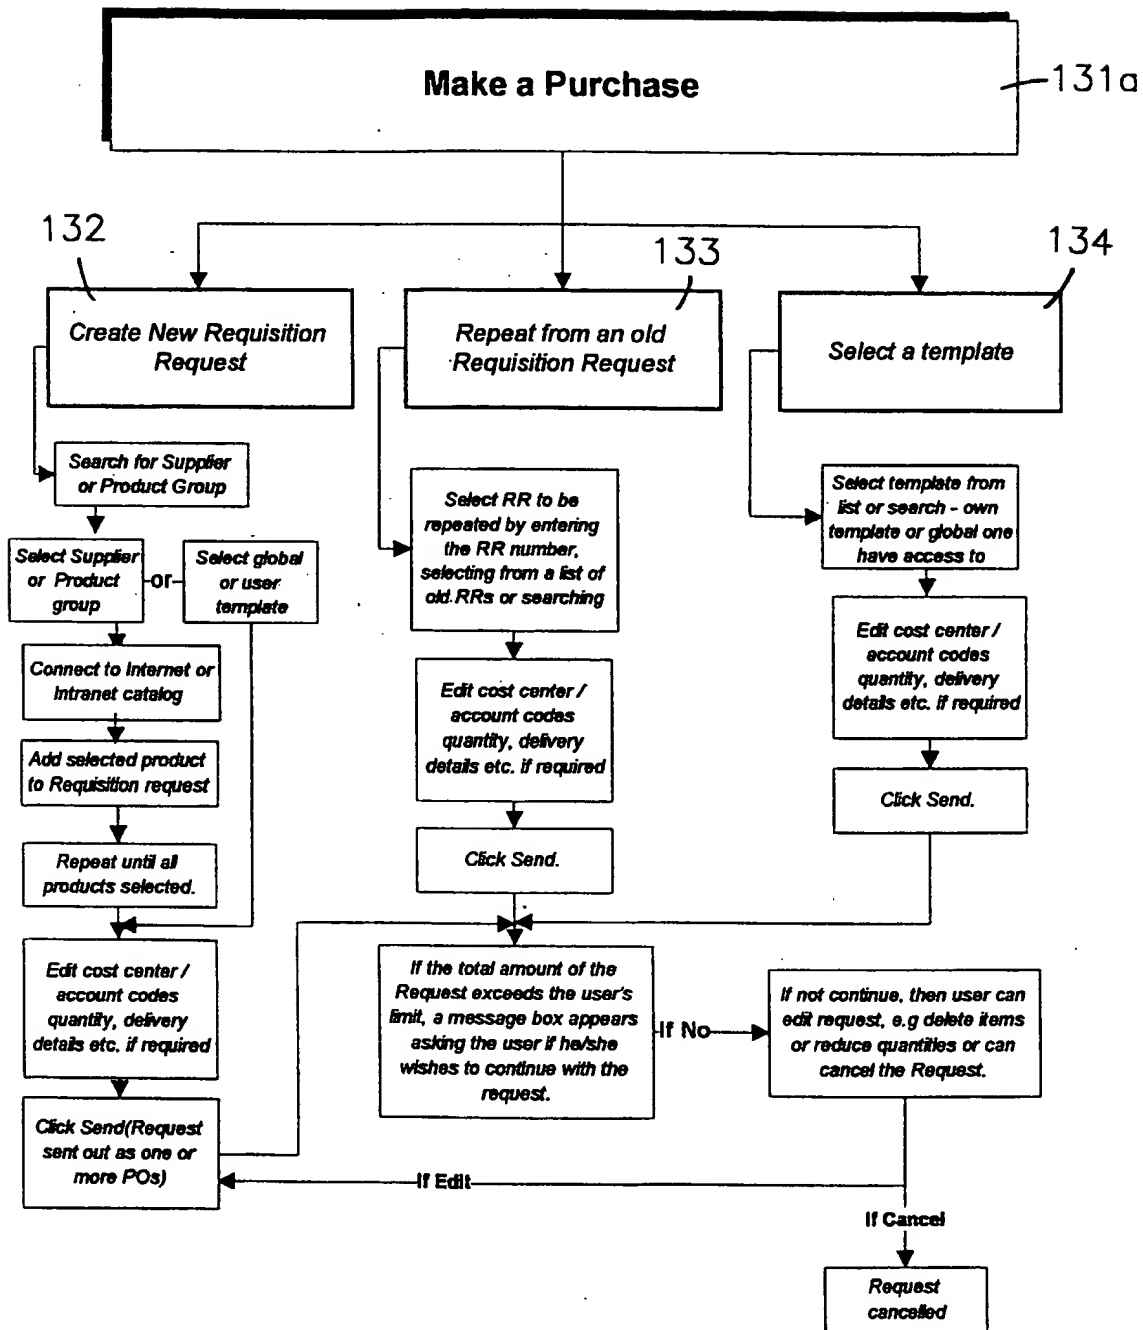 Make a Purchase
131a
132
133
134
Create New Requisition
Request
Repeat from an old
Requisition Request
Select a template
Search for Supplier
or Product Group
Select Supplier
or Product
group
or
Select global
or user
template
Connect to Internet or
Intranet catalog
Add selected product
to Requisition request
Repeat until all
products selected.
Edit cost center /
account codes
quantity, delivery
details etc. if required
Click Send(Request
sent out as one or
more POs)
Select RR to be
repeated by entering
the RR number,
selecting from a list of
old RRs or searching
Edit cost center /
account codes
quantity, delivery
details etc. if required
Click Send.
Select template from
list or search - own
template or global one
have access to
Edit cost center /
account codes
quantity, delivery
details etc. if required
Click Send.
If the total amount of the
Request exceeds the user's
limit, a message box appears
asking the user if he/she
wishes to continue with the
request.
If No
If not continue, then user can
edit request, e.g delete items
or reduce quantities or can
cancel the Request.
If Edit
If Cancel
Request
cancelled